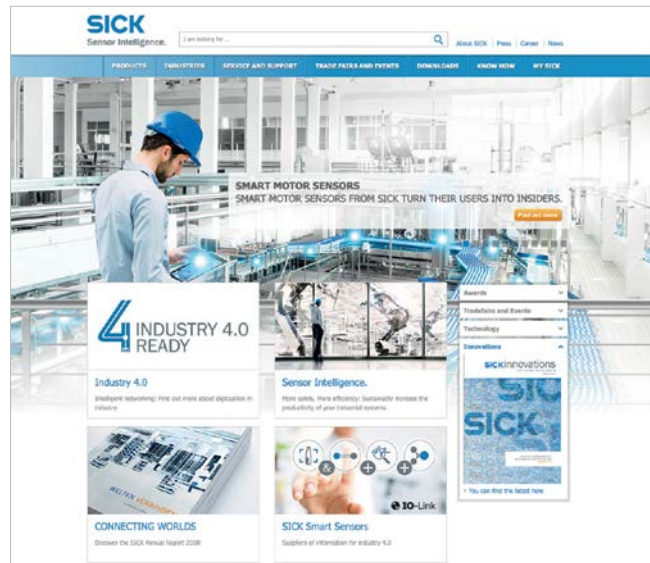 SICK
Sensor Intelligence.
I am looking for ...
About SICK | Press | Career | News
PRODUCTS INDUSTRIES SERVICE AND SUPPORT TRADE FAIRS AND EVENTS DOWNLOADS KNOW HOW MY SICK
SMART MOTOR SENSORS
SMART MOTOR SENSORS FROM SICK TURN THEIR USERS INTO INSIDERS.
Find out more
4 INDUSTRY 4.0
READY
Industry 4.0
Intelligent networking: Find out more about digitization in
industry.
Sensor Intelligence.
More safety. More efficiency: Sustainably increase the
productivity of your industrial systems.
Awards
Tradefairs and Events
Technology
Innovations
SICKinnovations
SIC
SICK
› You can find the latest here
WELTEN VERKNÜPFEN
CONNECTING WORLDS
Discover the SICK Annual Report 2016!
& + +
IO-Link
SICK Smart Sensors
Suppliers of information for Industry 4.0